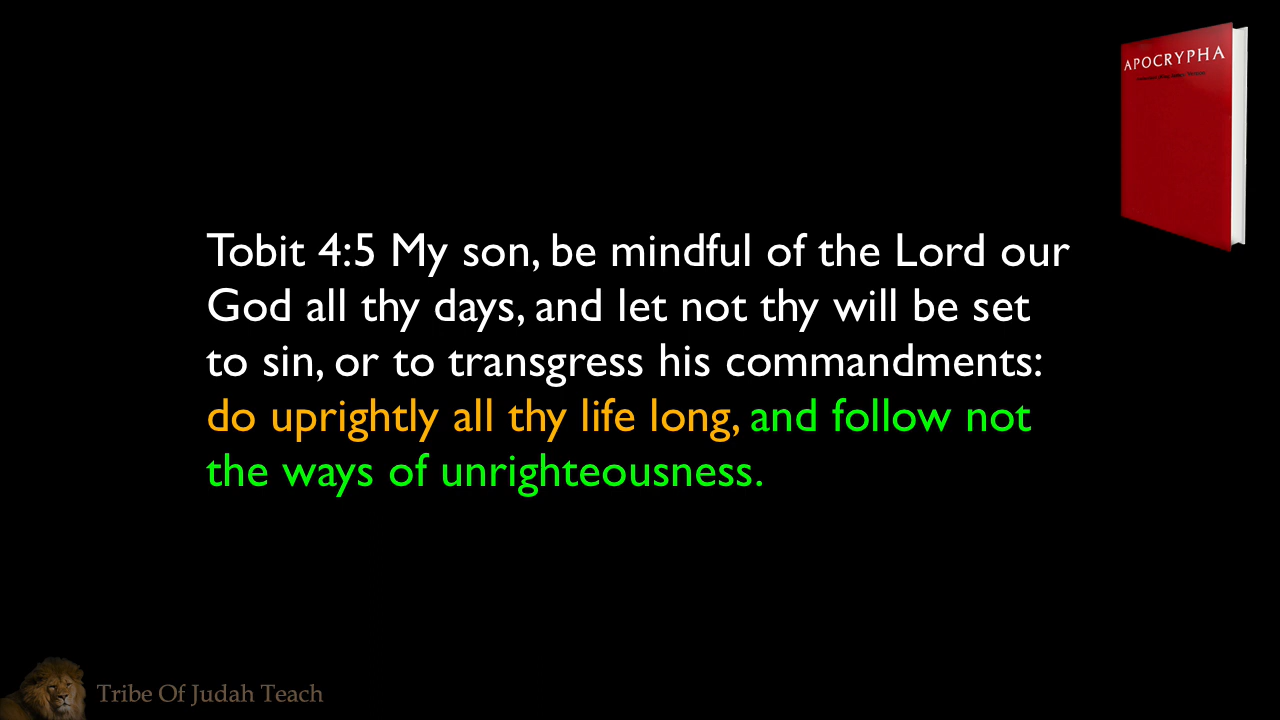 APOCRYPHA
Tobit 4:5 My son, be mindful of the Lord our
God all thy days, and let not thy will be set
to sin, or to transgress his commandments:
do uprightly all thy life long, and follow not
the ways of unrighteousness.
Tribe Of Judah Teach